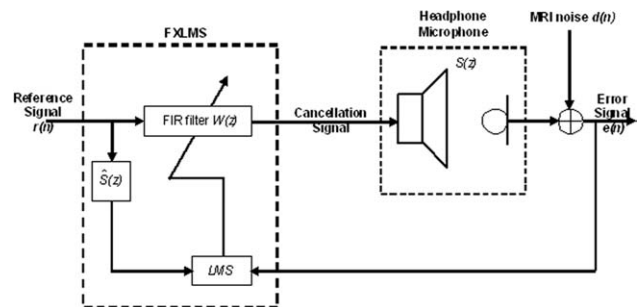 FXLMS
Headphone
Microphone
MRI noise d(n)
S(z)
Reference
Signal
r(n)
FIR filter W(z)
Cancellation
Signal
Error
Signal
e(n)
Ŝ(z)
LMS